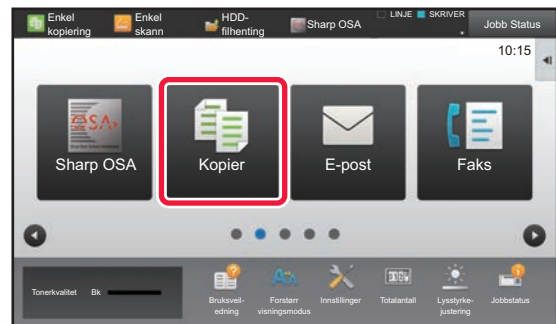 Enkel
kopiering
Enkel
skann
HDD-
filhenting
Sharp OSA
LINJE
SKRIVER
Jobb Status
10:15
Sharp OSA
Kopier
E-post
Faks
Tonerkvalitet Bk
Bruksveil-
edning
Forstørr
visningsmodus
Innstillinger
Totalantall
Lysstyrke-
justering
Jobbstatus